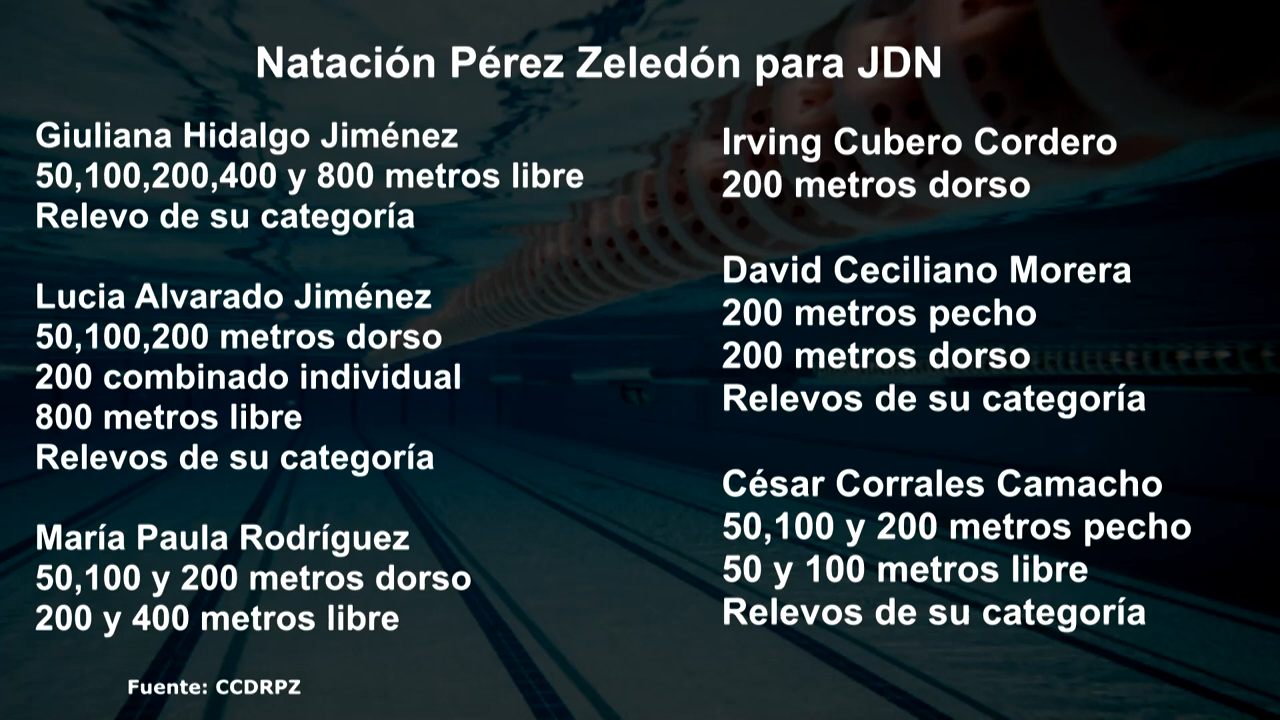 Natación Pérez Zeledón para JDN
Giuliana Hidalgo Jiménez
50,100,200,400 y 800 metros libre
Relevo de su categoría
Lucia Alvarado Jiménez
50,100,200 metros dorso
200 combinado individual
800 metros libre
Relevos de su categoría
María Paula Rodríguez
50,100 y 200 metros dorso
200 y 400 metros libre
Irving Cubero Cordero
200 metros dorso
David Ceciliano Morera
200 metros pecho
200 metros dorso
Relevos de su categoría
César Corrales Camacho
50,100 y 200 metros pecho
50 y 100 metros libre
Relevos de su categoría
Fuente: CCDRPZ